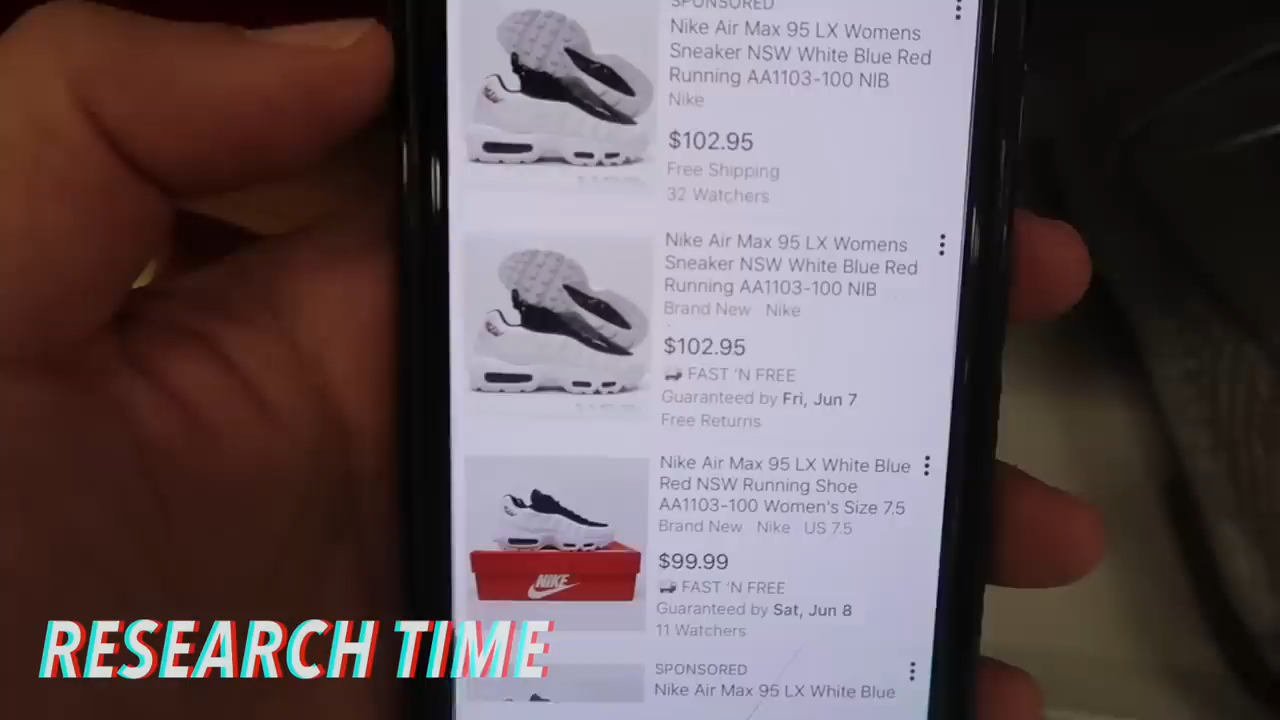 SPONSORED
Nike Air Max 95 LX Womens
Sneaker NSW White Blue Red
Running AA1103-100 NIB
Nike
$102.95
Free Shipping
32 Watchers
Nike Air Max 95 LX Womens
Sneaker NSW White Blue Red
Running AA1103-100 NIB
Brand New Nike
$102.95
FAST 'N FREE
Guaranteed by Fri, Jun 7
Free Returns
Nike Air Max 95 LX White Blue
Red NSW Running Shoe
AA1103-100 Women's Size 7.5
Brand New Nike US 7.5
$99.99
FAST 'N FREE
Guaranteed by Sat, Jun 8
11 Watchers
NIKE
SPONSORED
Nike Air Max 95 LX White Blue
RESEARCH TIME